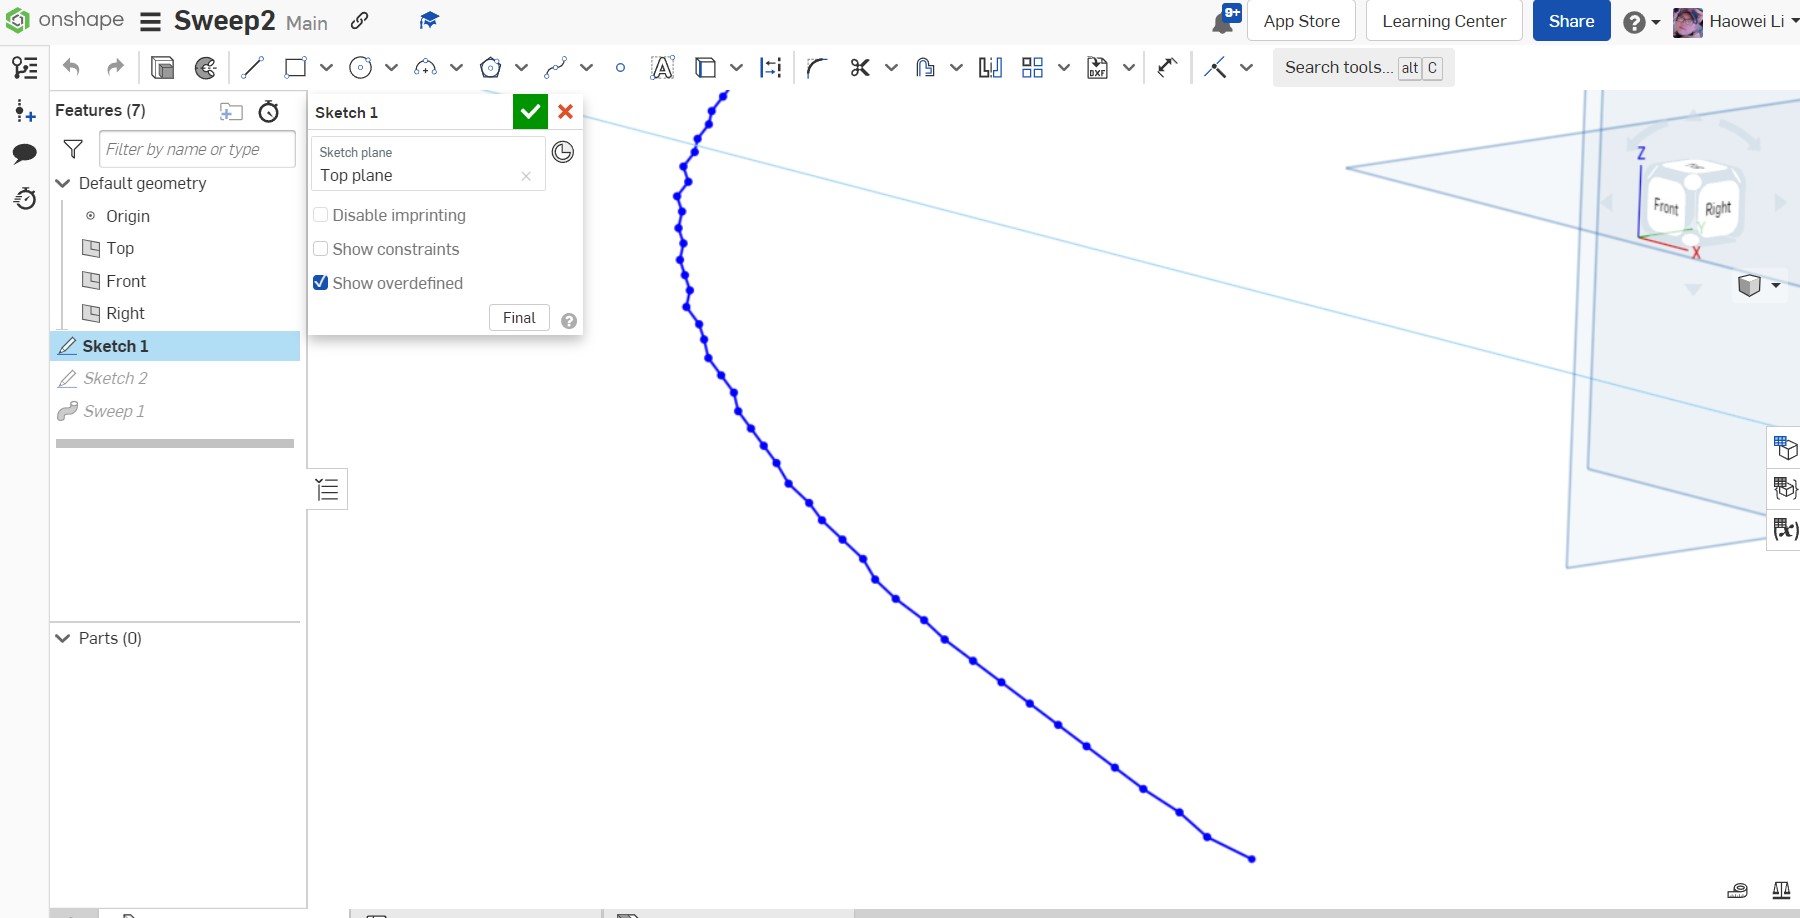 onshape Sweep2 Main 9+ App Store Learning Center Share ? Haowei Li
Search tools... alt C
Features (7)
Filter by name or type
Default geometry
Origin
Top
Front
Right
Sketch 1
Sketch 2
Sweep 1
Parts (0)
Sketch 1
Sketch plane
Top plane
Disable imprinting
Show constraints
Show overdefined
Final ?
DXF
Z
Front Right
Y
X
(x)